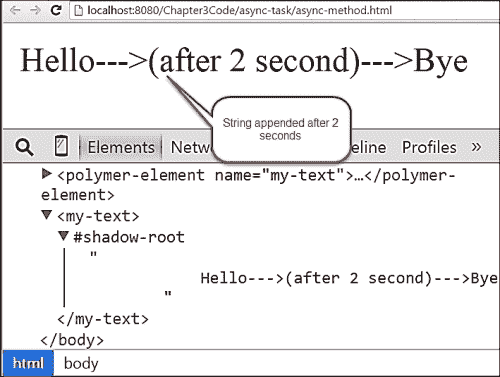 localhost:8080/Chapter3Code/async-task/async-method.html
Hello--->(after 2 second)--->Bye
String appended after 2
seconds
Elements Netw eline Profiles »
▶<polymer-element name="my-text">…</polymer-
element>
▼<my-text>
▼#shadow-root
"
Hello--->(after 2 second)--->Bye
"
</my-text>
</body>
html body